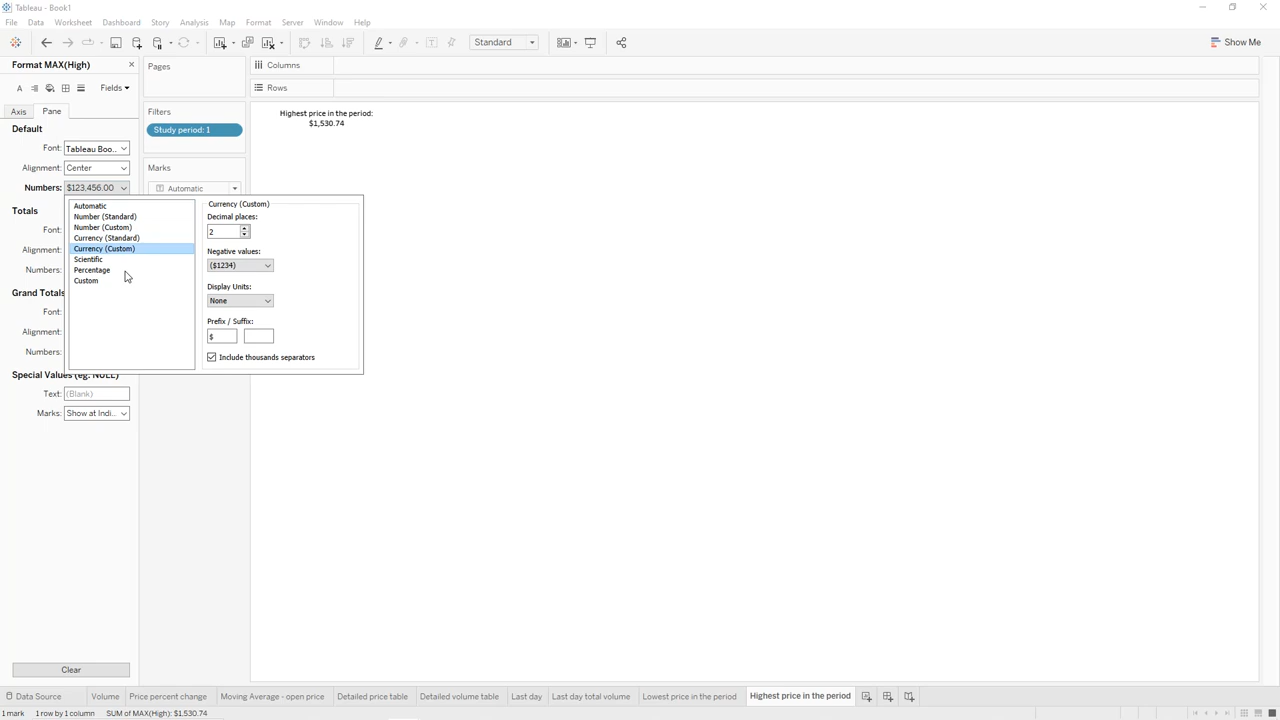 Tableau - Book1
File Data Worksheet Dashboard Story Analysis Map Format Server Window Help
Standard
Show Me
Format MAX(High)
Fields
Axis Pane
Default
Font: Tableau Boo..
Alignment: Center
Numbers: $123,456.00
Totals
Font:
Alignment:
Numbers:
Grand Totals
Font:
Alignment:
Numbers:
Special Values (eg. NULL)
Text: (Blank)
Marks: Show at Indi..
Clear
Automatic
Number (Standard)
Number (Custom)
Currency (Standard)
Currency (Custom)
Scientific
Percentage
Custom
Currency (Custom)
Decimal places:
2
Negative values:
($1234)
Display Units:
None
Prefix / Suffix:
$
Include thousands separators
Pages
Filters
Study period: 1
Marks
Automatic
Columns
Rows
Highest price in the period:
$1,530.74
Data Source Volume Price percent change Moving Average - open price Detailed price table Detailed volume table Last day Last day total volume Lowest price in the period Highest price in the period
1 mark 1 row by 1 column SUM of MAX(High): $1,530.74